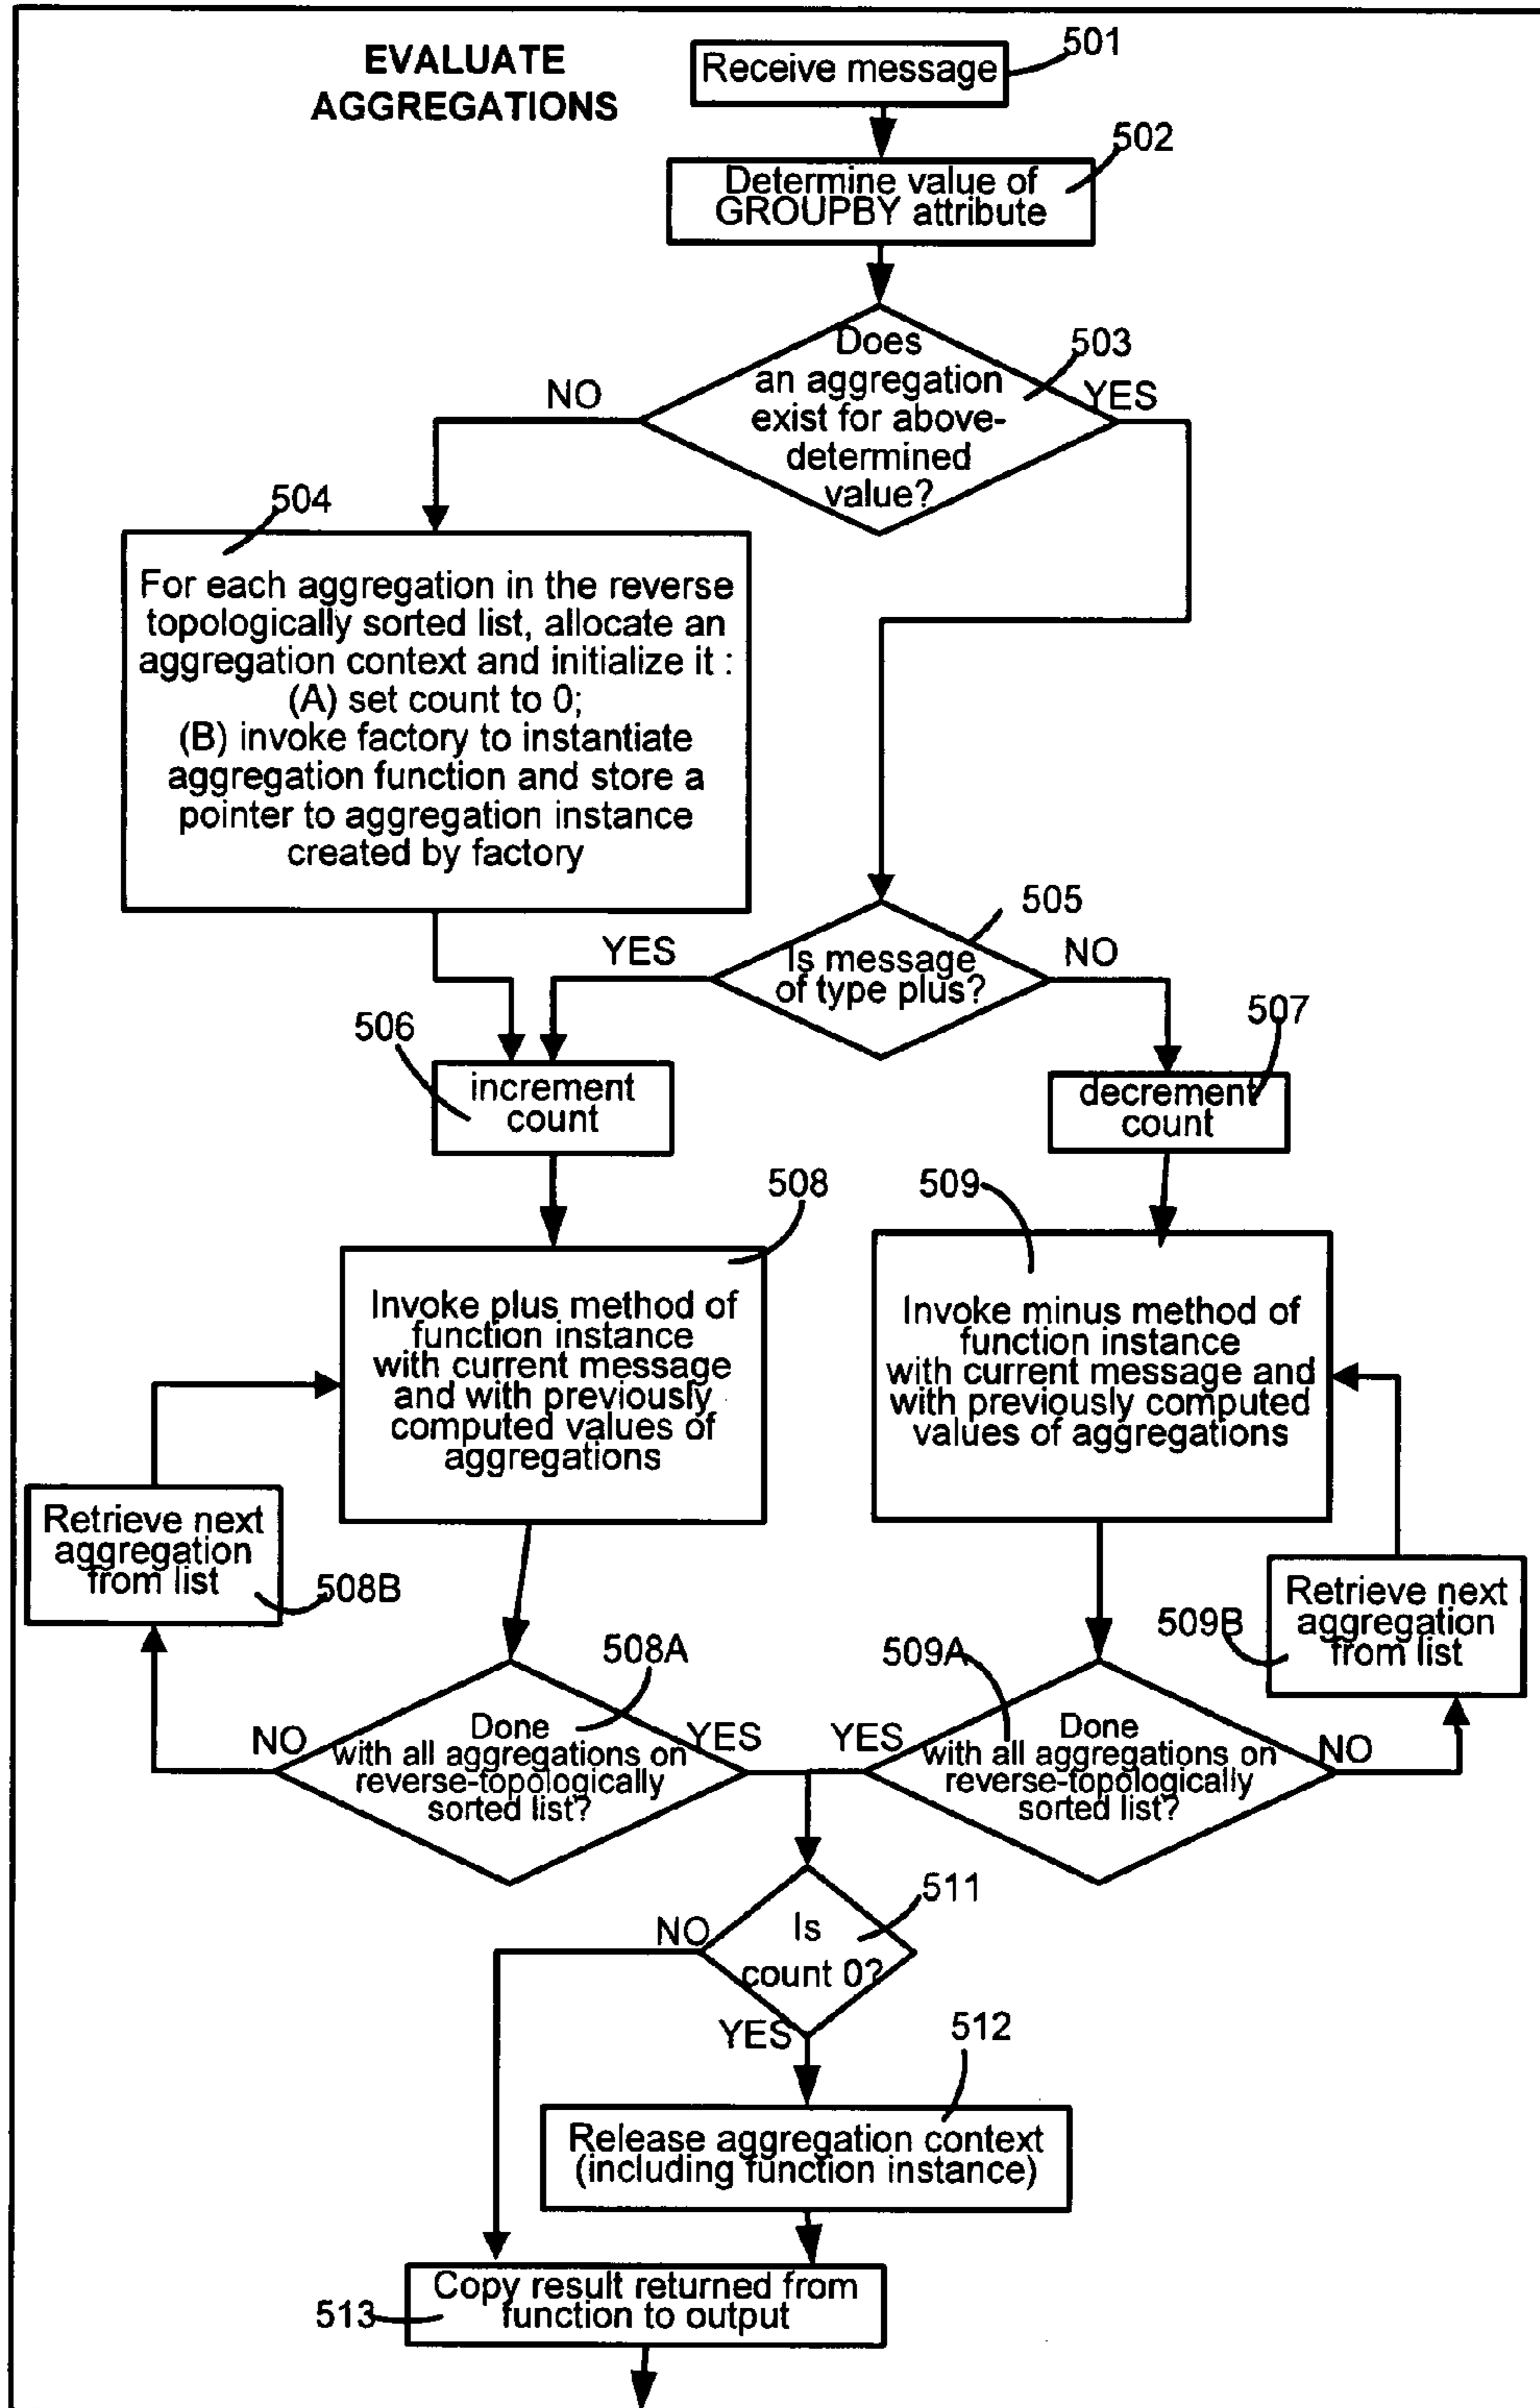 EVALUATE
AGGREGATIONS
Receive message
501
502
Determine value of
GROUPBY attribute
Does
an aggregation
exist for above-
determined
value?
503
NO
YES
504
For each aggregation in the reverse
topologically sorted list, allocate an
aggregation context and initialize it :
(A) set count to 0;
(B) invoke factory to instantiate
aggregation function and store a
pointer to aggregation instance
created by factory
505
YES
Is message
of type plus?
NO
506
increment
count
507
decrement
count
508
Invoke plus method of
function instance
with current message
and with previously
computed values of
aggregations
509
Invoke minus method of
function instance
with current message and
with previously computed
values of aggregations
Retrieve next
aggregation
from list
508B
Retrieve next
aggregation
from list
509B
508A
NO
Done
with all aggregations on
reverse-topologically
sorted list?
YES
509A
YES
Done
with all aggregations on
reverse-topologically
sorted list?
NO
511
NO
Is
count 0?
YES
512
Release aggregation context
(including function instance)
513
Copy result returned from
function to output